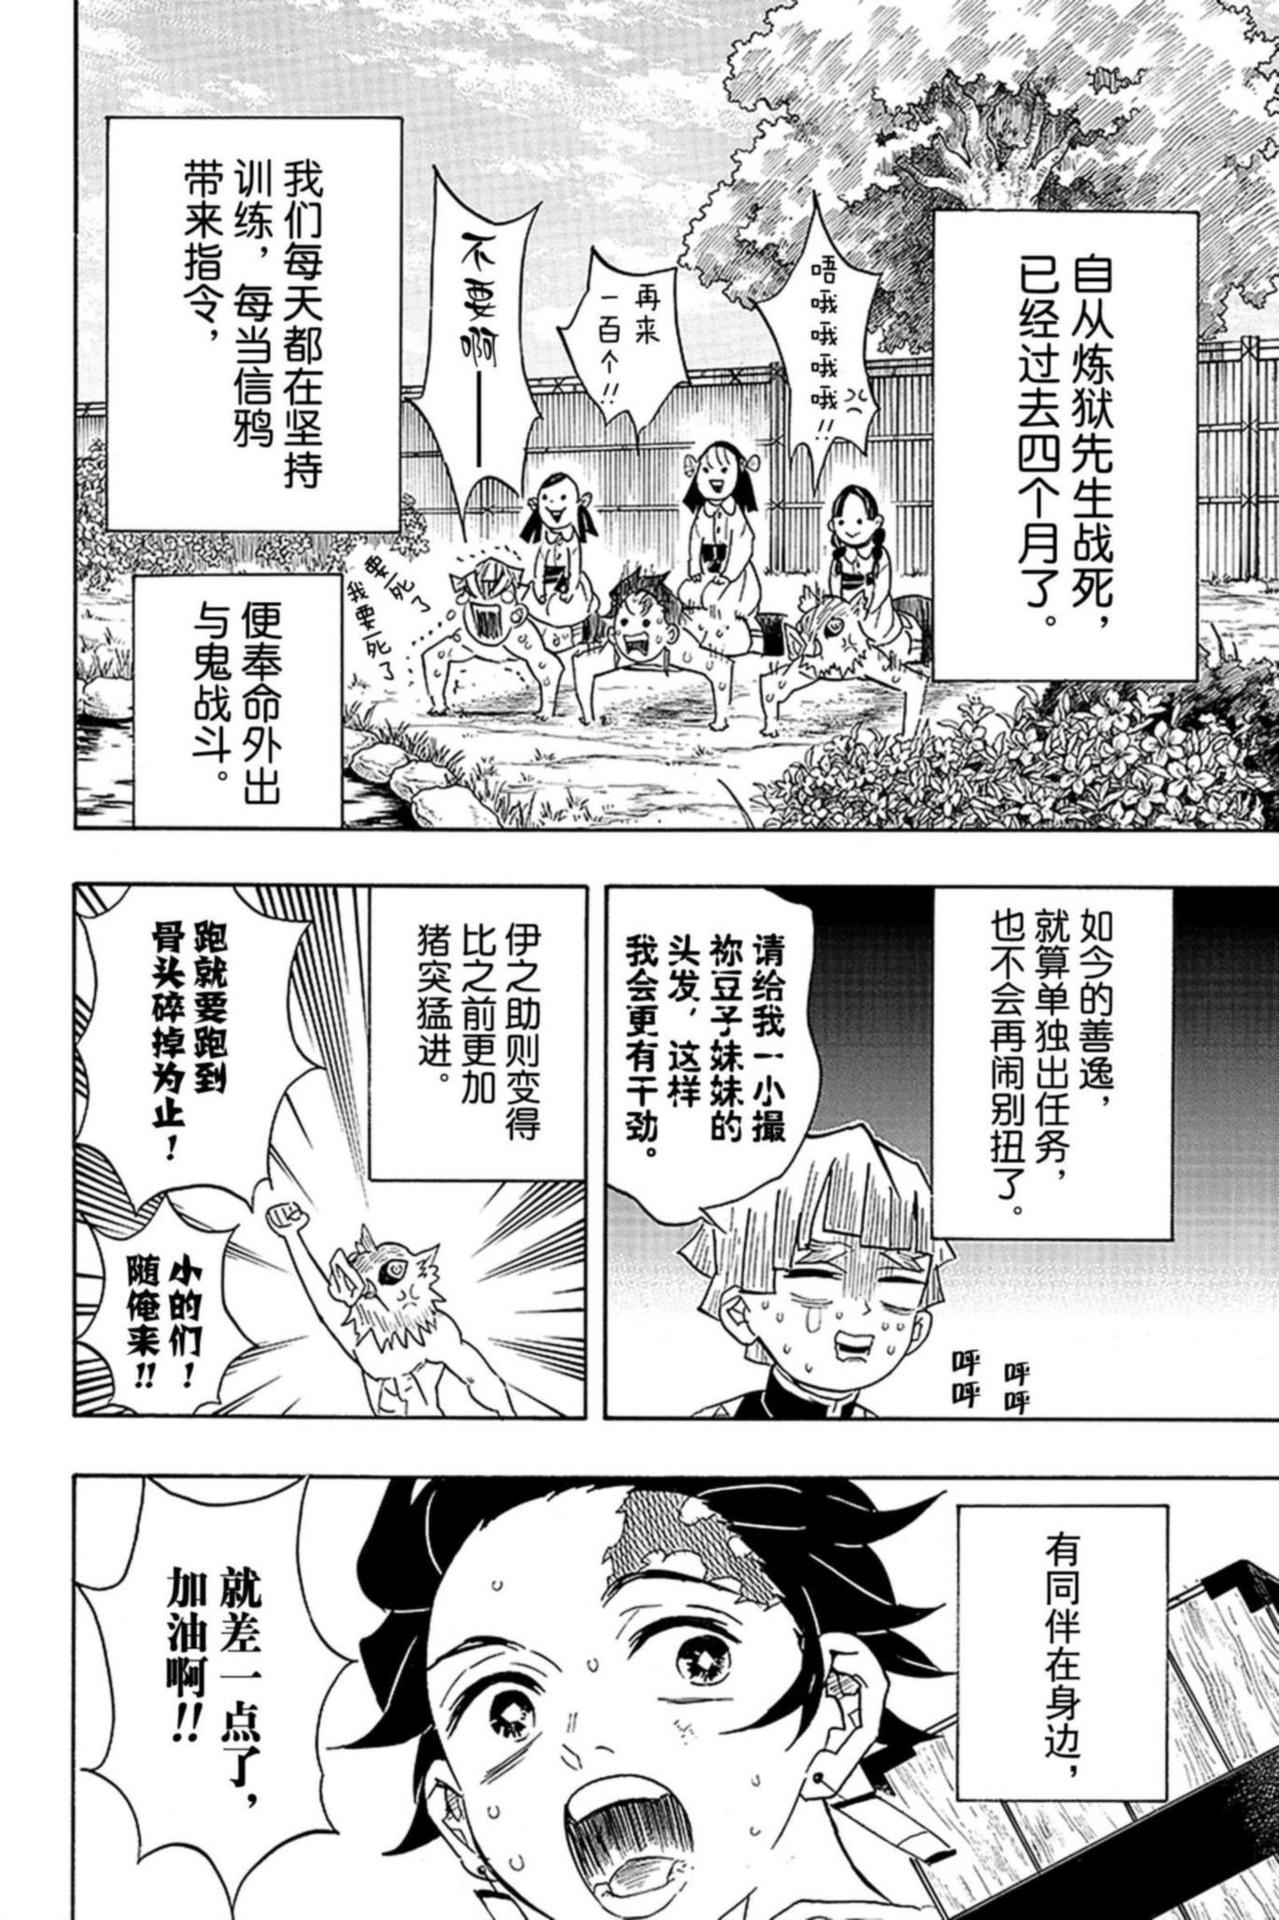 自从炼狱先生战死，
已经过去四个月了。
唔哦哦哦哦!!
再来
一百个!!
不要啊——
我们每天都在坚持
训练，每当信鸦
带来指令，
要死了
我要死了
便奉命外出
与鬼战斗。
如今的善逸，
就算单独出任务，
也不会再闹别扭了。
请给我一小撮
祢豆子妹妹的
头发，这样
我会更有干劲。
呼呼
呼呼
伊之助则变得
比之前更加
猪突猛进。
跑就要跑到
骨头碎掉为止！
小的们！
随俺来!!
有同伴在身边，
就差一点了，
加油啊!!